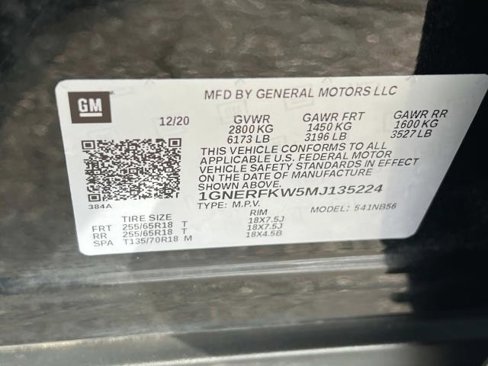 GM
MFD BY GENERAL MOTORS LLC
12/20 GVWR GAWR FRT GAWR RR
2800 KG 1450 KG 1600 KG
6173 LB 3196 LB 3527 LB
THIS VEHICLE CONFORMS TO ALL
APPLICABLE U.S. FEDERAL MOTOR
VEHICLE SAFETY STANDARDS IN EFFECT
ON THE DATE OF MANUFACTURE
SHOWN ABOVE.
1GNERFKW5MJ135224
384A TYPE: M.P.V. MODEL: 541NB56
TIRE SIZE RIM
FRT 255/65R18 T 18X7.5J
RR 255/65R18 T 18X7.5J
SPA T135/70R18 M 18X4.5B